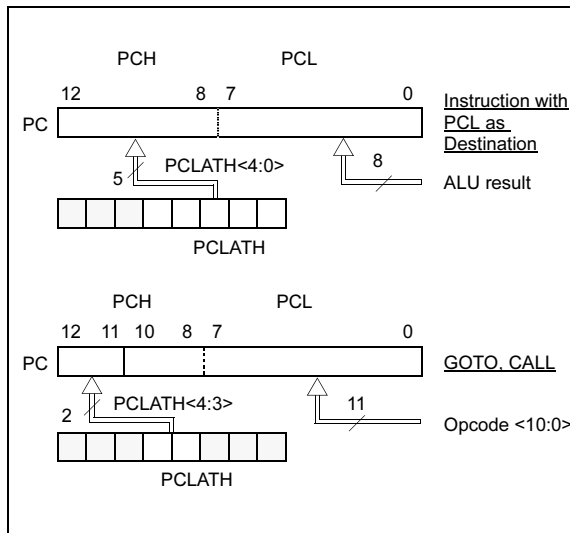 PCH PCL
12 8 7 0
PC
Instruction with
PCL as
Destination
5 PCLATH<4:0> 8
ALU result
PCLATH
PCH PCL
12 11 10 8 7 0
PC GOTO, CALL
2 PCLATH<4:3> 11
Opcode <10:0>
PCLATH